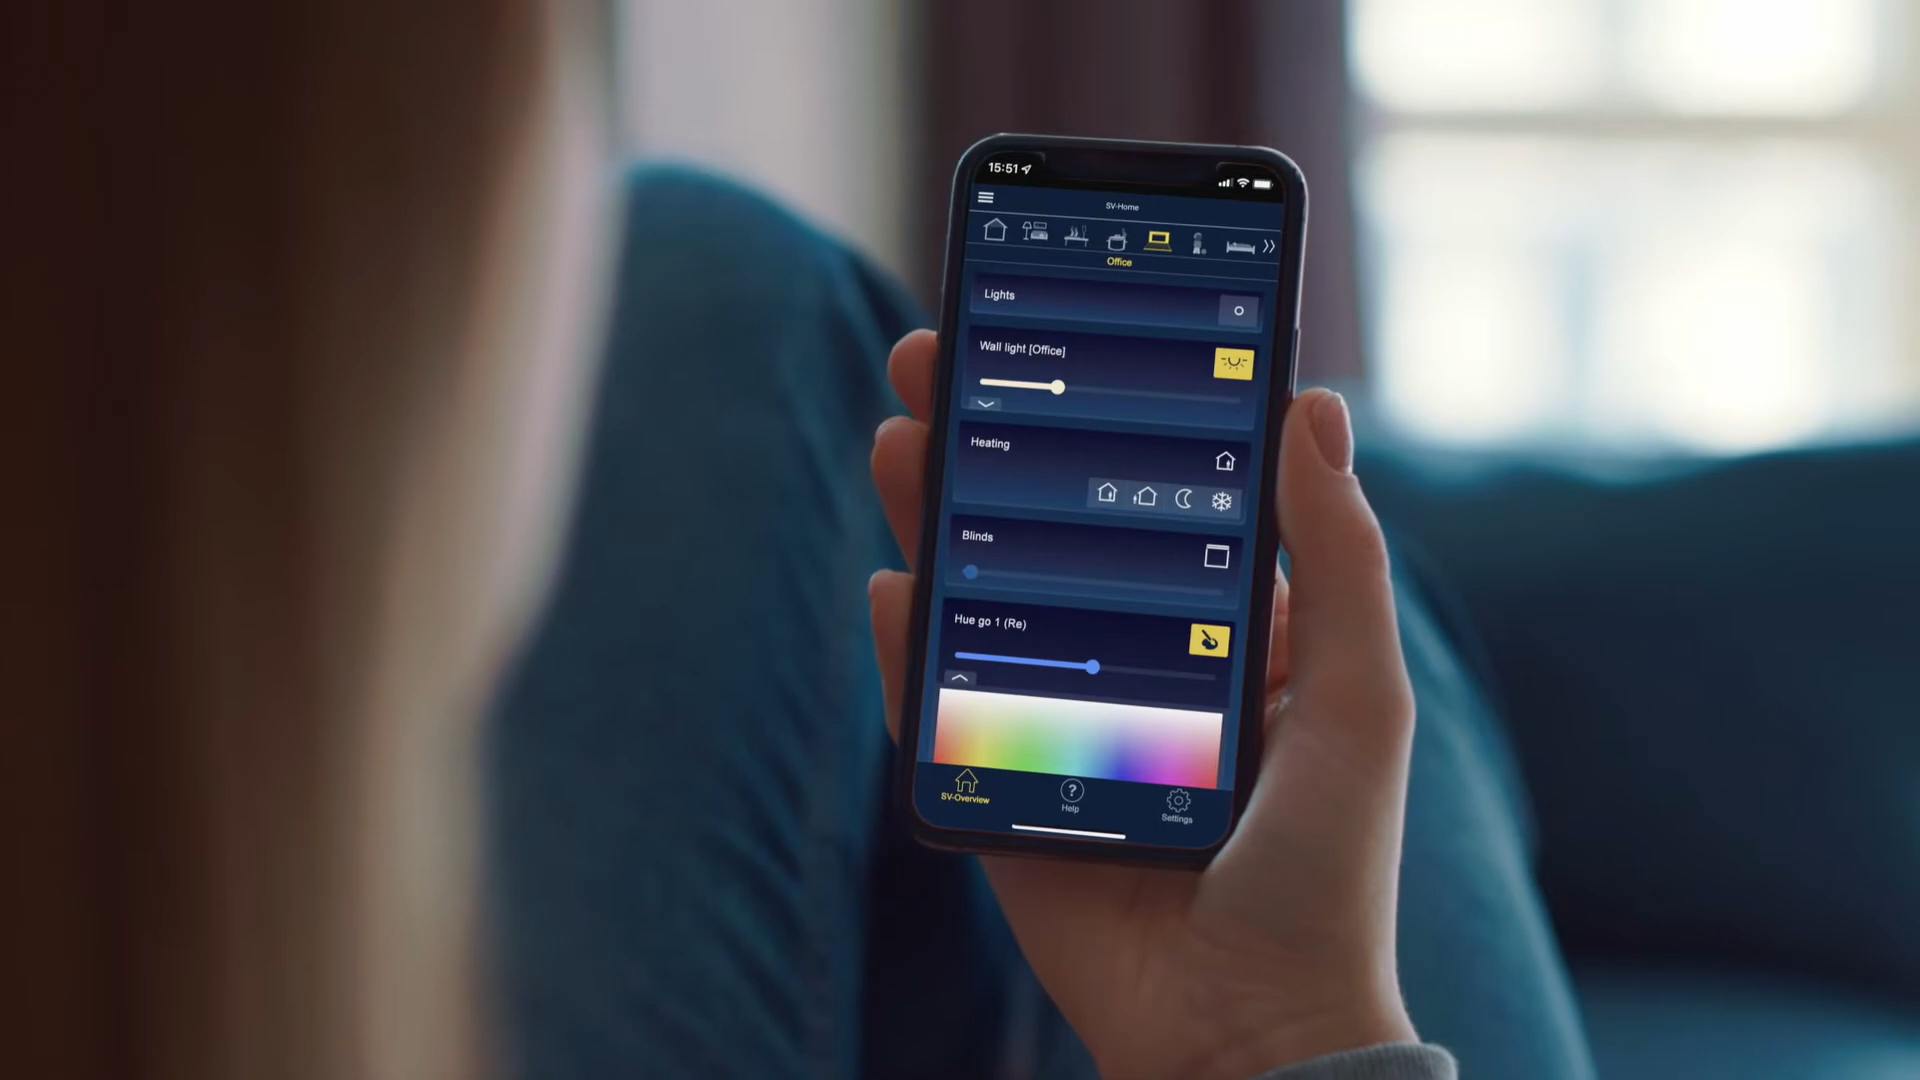 15:51
SV-Home
Office
Lights
Wall light [Office]
Heating
Blinds
Hue go 1 (Re)
SV-Overview
?
Help
Settings